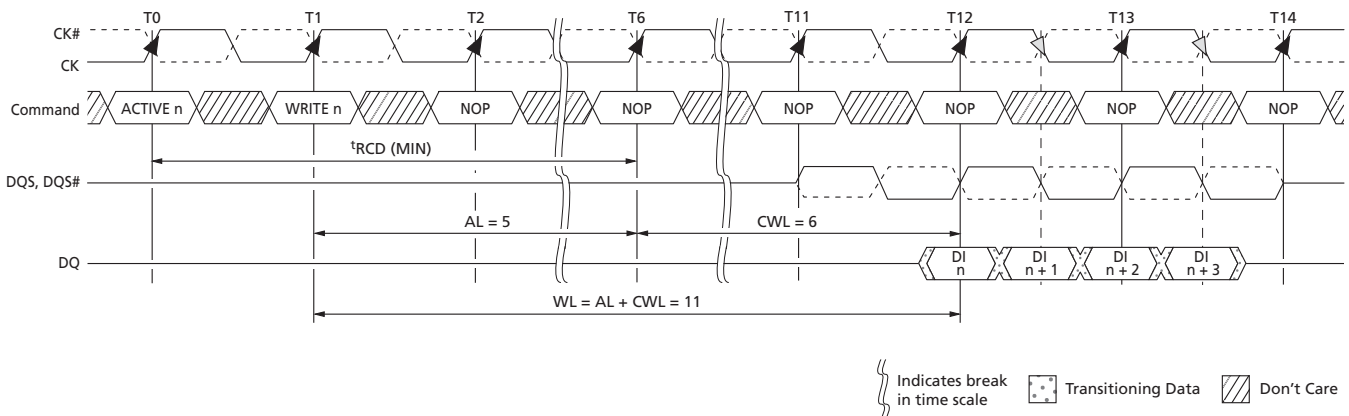 T0 T1 T2 T6 T11 T12 T13 T14
CK#
CK
Command ACTIVE n WRITE n NOP NOP NOP NOP NOP NOP
tRCD (MIN)
DQS, DQS#
AL = 5 CWL = 6
DQ DI n DI n + 1 DI n + 2 DI n + 3
WL = AL + CWL = 11
Indicates break
in time scale
Transitioning Data
Don't Care